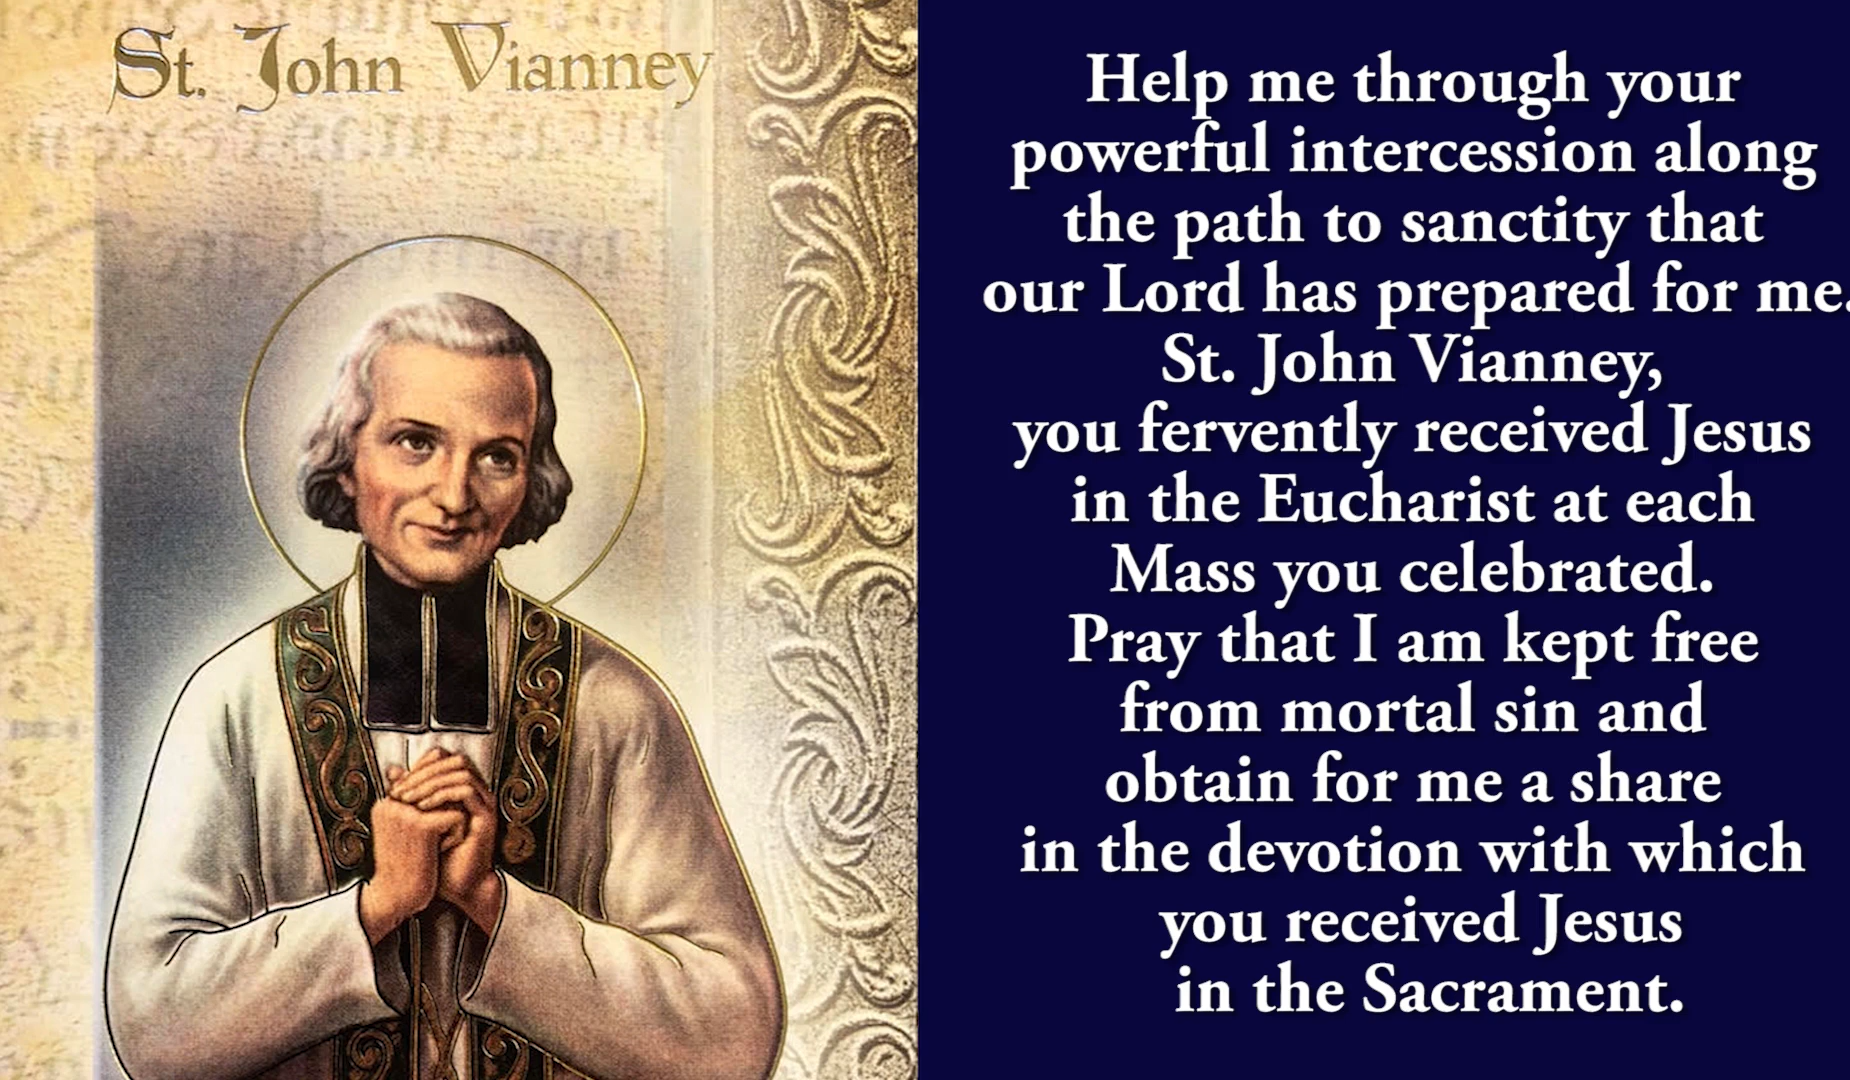 St. John Vianney
Help me through your
powerful intercession along
the path to sanctity that
our Lord has prepared for me.
St. John Vianney,
you fervently received Jesus
in the Eucharist at each
Mass you celebrated.
Pray that I am kept free
from mortal sin and
obtain for me a share
in the devotion with which
you received Jesus
in the Sacrament.